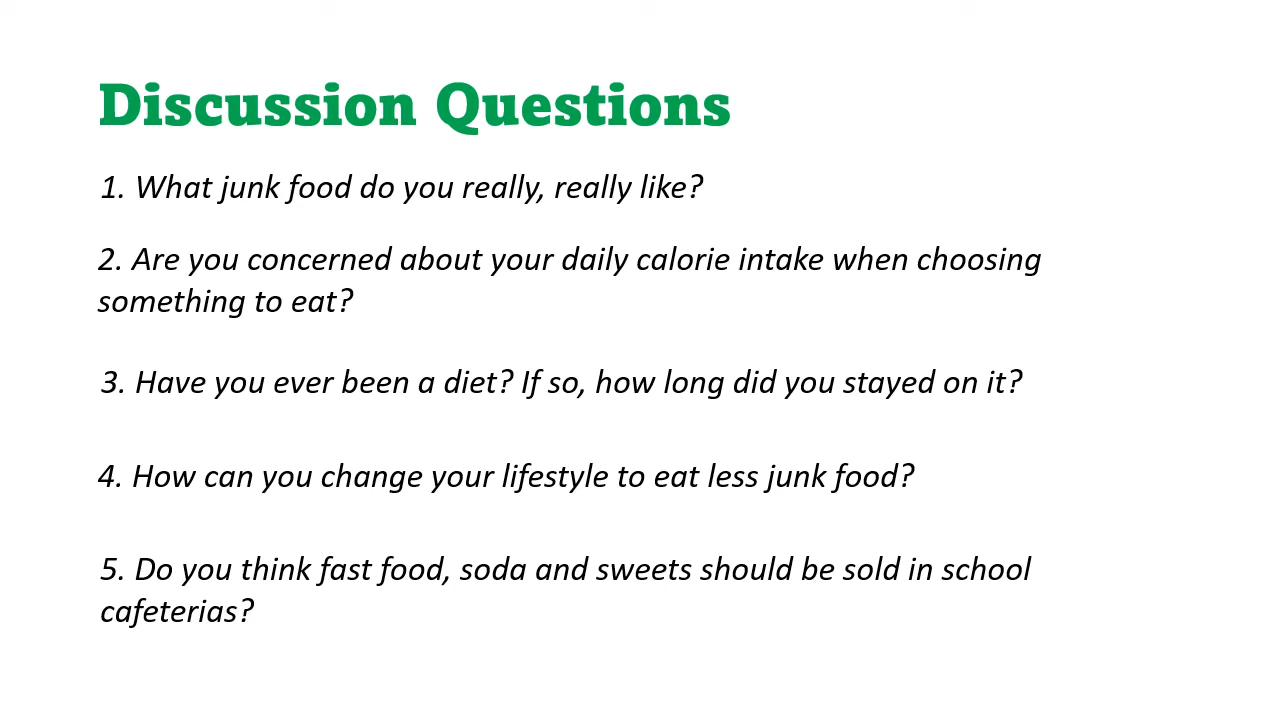 Discussion Questions
1. What junk food do you really, really like?
2. Are you concerned about your daily calorie intake when choosing
something to eat?
3. Have you ever been a diet? If so, how long did you stayed on it?
4. How can you change your lifestyle to eat less junk food?
5. Do you think fast food, soda and sweets should be sold in school
cafeterias?